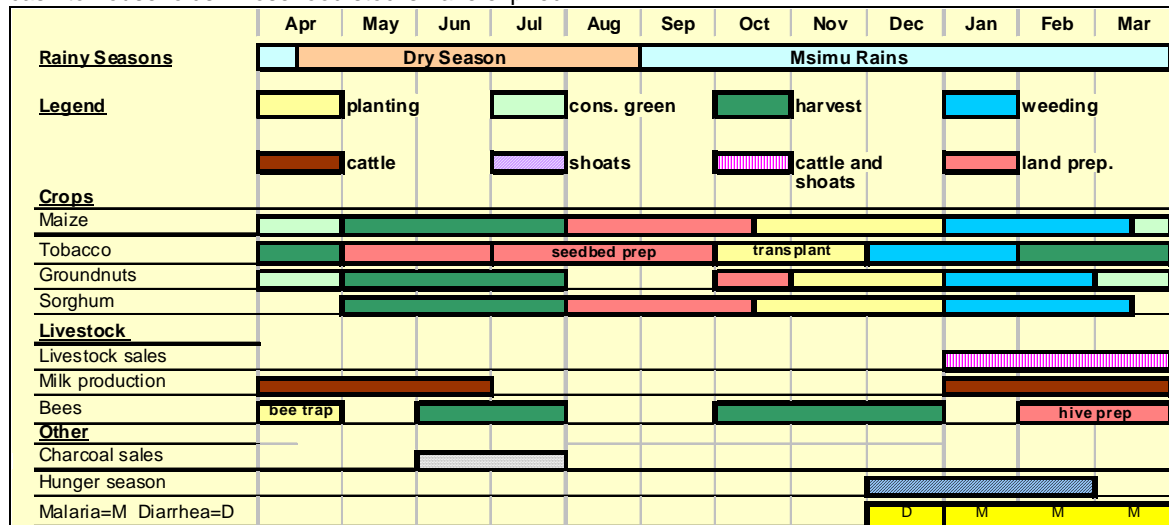 Apr May Jun Jul Aug Sep Oct Nov Dec Jan Feb Mar
Rainy Seasons Dry Season Msimu Rains
Legend planting cons. green harvest weeding
cattle shoats cattle and shoats land prep.
Crops
Maize
Tobacco seedbed prep transplant
Groundnuts
Sorghum
Livestock
Livestock sales
Milk production
Bees bee trap hive prep
Other
Charcoal sales
Hunger season
Malaria=M Diarrhea=D D M M M